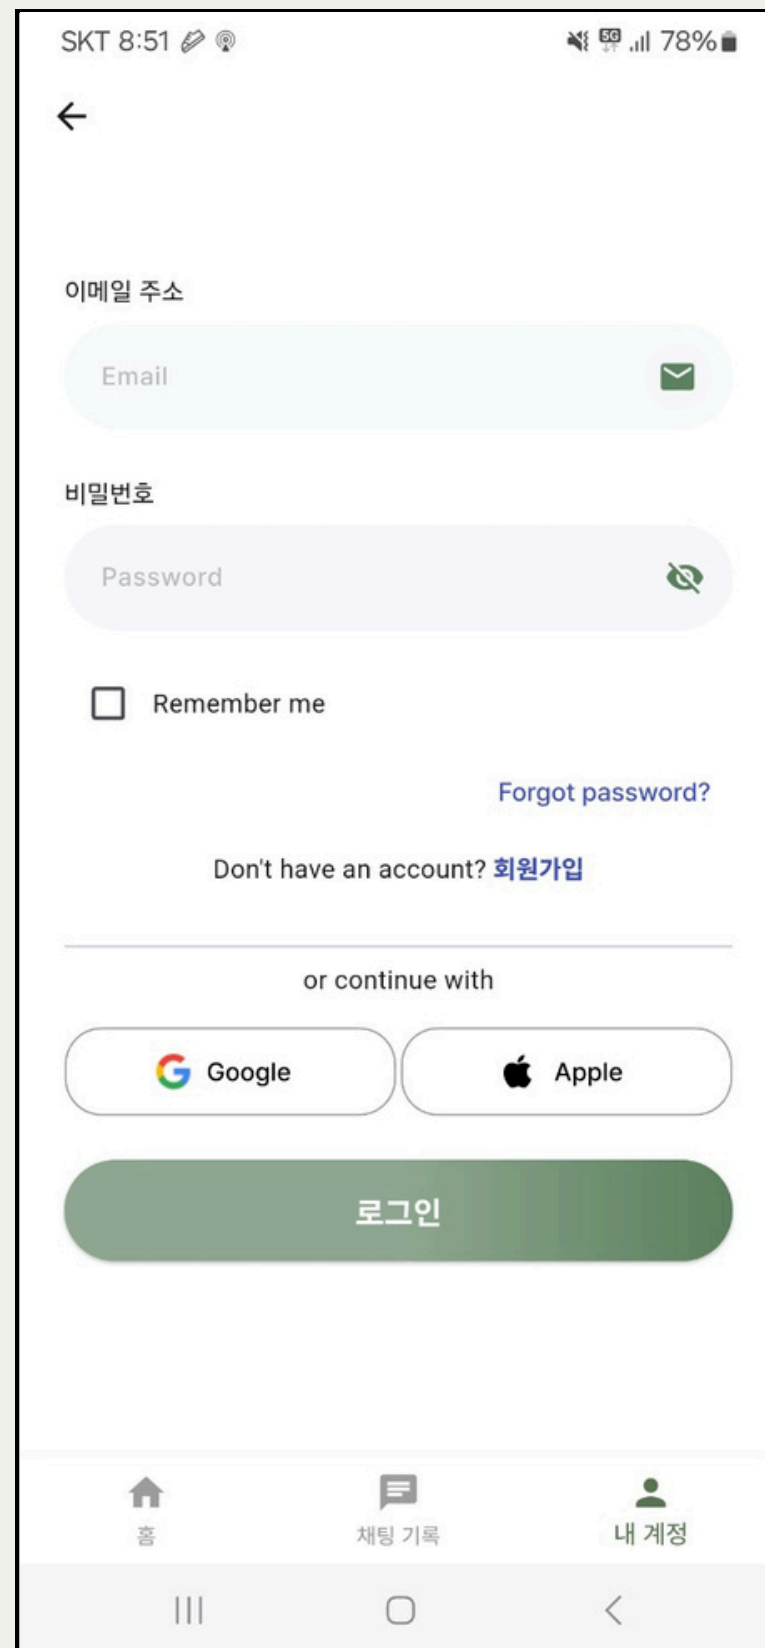 SKT 8:51
5G 78%
이메일 주소
Email
비밀번호
Password
Remember me
Forgot password?
Don't have an account? 회원가입
or continue with
Google
Apple
로그인
홈
채팅 기록
내 계정